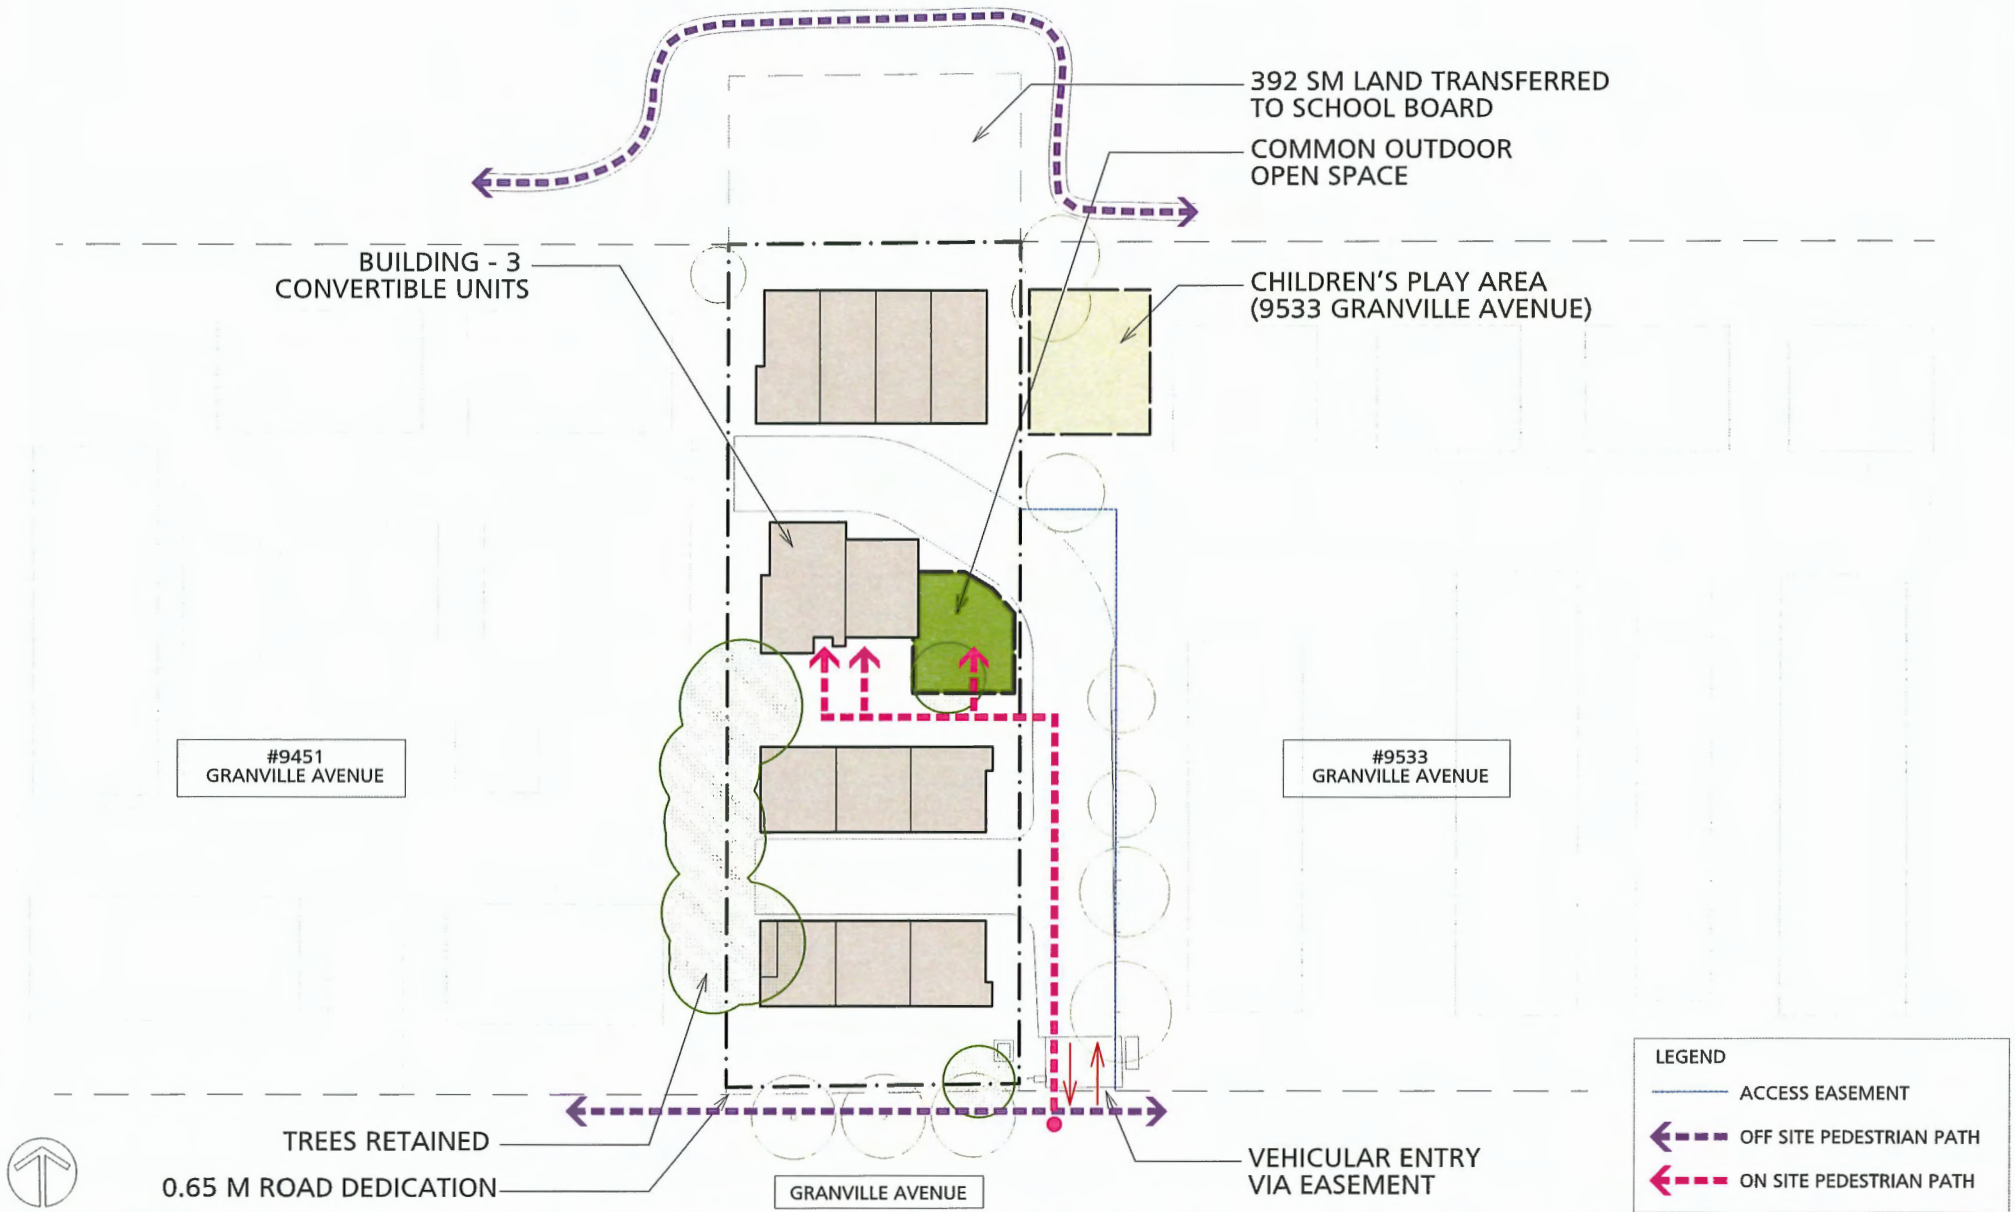 392 SM LAND TRANSFERRED
TO SCHOOL BOARD
COMMON OUTDOOR
OPEN SPACE
BUILDING - 3
CONVERTIBLE UNITS
CHILDREN'S PLAY AREA
(9533 GRANVILLE AVENUE)
#9451
GRANVILLE AVENUE
#9533
GRANVILLE AVENUE
TREES RETAINED
0.65 M ROAD DEDICATION
GRANVILLE AVENUE
VEHICULAR ENTRY
VIA EASEMENT
LEGEND
ACCESS EASEMENT
OFF SITE PEDESTRIAN PATH
ON SITE PEDESTRIAN PATH